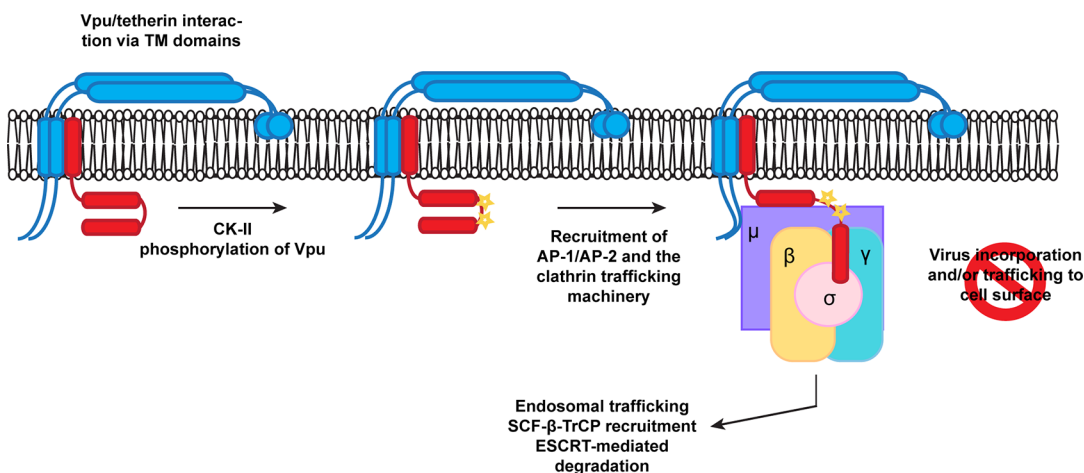 Vpu/tetherin interac-
tion via TM domains
CK-II
phosphorylation of Vpu
Recruitment of
AP-1/AP-2 and the
clathrin trafficking
machinery
μ
β
γ
σ
Virus incorporation
and/or trafficking to
cell surface
Endosomal trafficking
SCF-β-TrCP recruitment
ESCRT-mediated
degradation